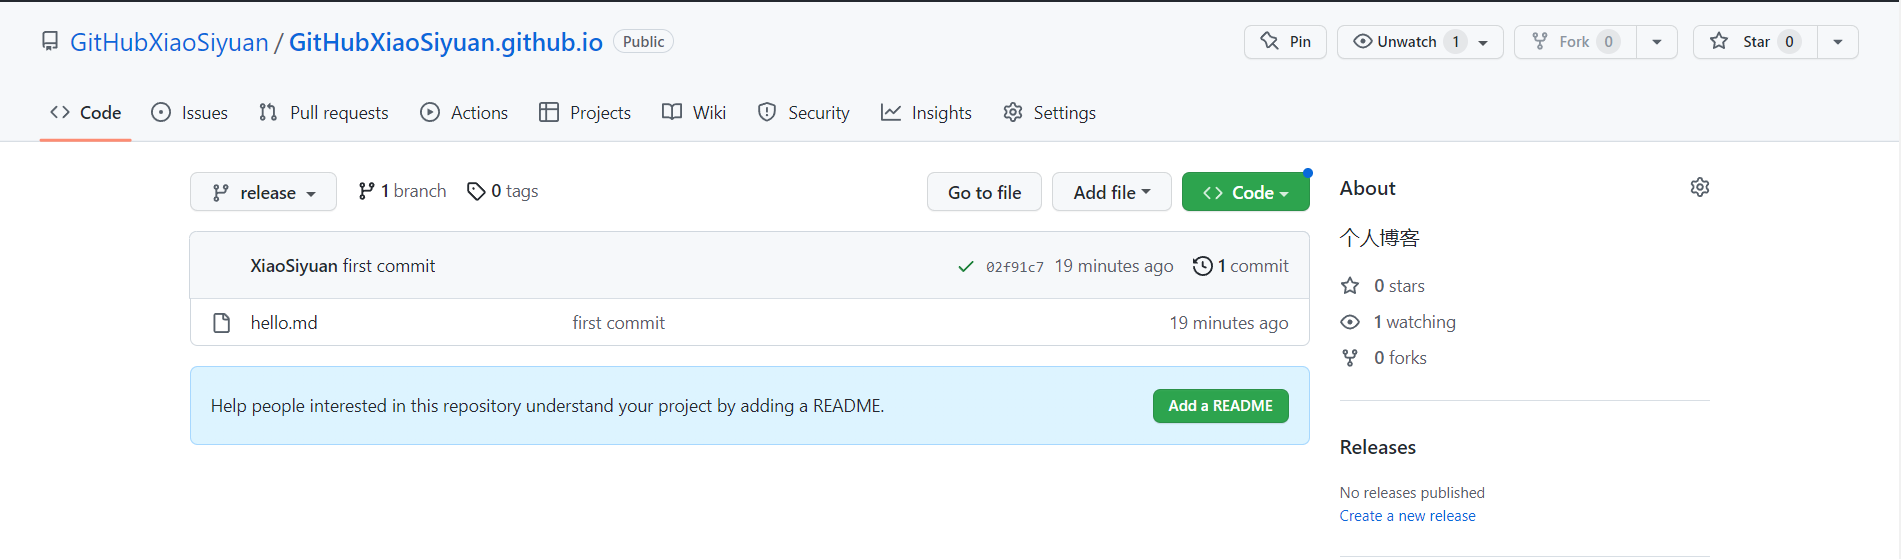 GitHubXiaoSiyuan / GitHubXiaoSiyuan.github.io Public Pin Unwatch 1 Fork 0 Star 0
Code Issues Pull requests Actions Projects Wiki Security Insights Settings
release 1 branch 0 tags Go to file Add file Code
XiaoSiyuan first commit 02f91c7 19 minutes ago 1 commit
hello.md first commit 19 minutes ago
Help people interested in this repository understand your project by adding a README. Add a README
About
个人博客
0 stars
1 watching
0 forks
Releases
No releases published
Create a new release